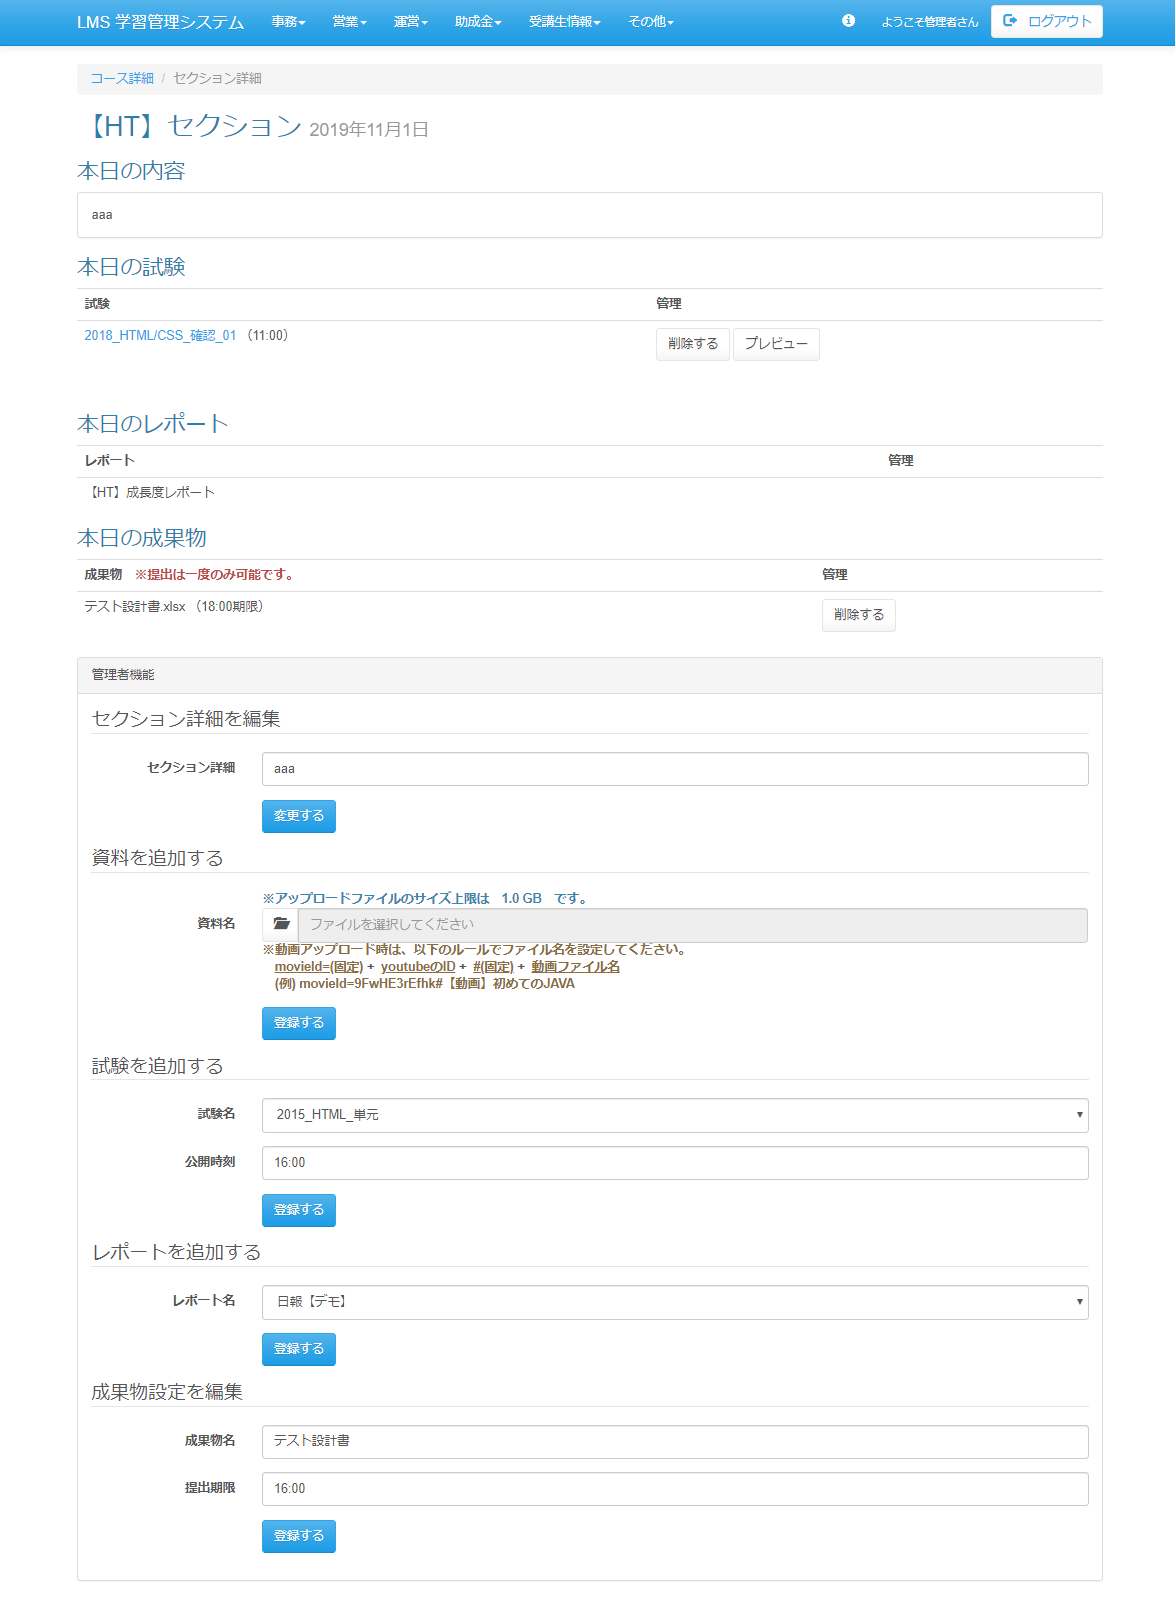 LMS 学習管理システム 事務 営業 運営 助成金 受講生情報 その他 ようこそ管理者さん ログアウト
コース詳細 / セクション詳細
【HT】セクション 2019年11月1日
本日の内容
aaa
本日の試験
試験 管理
2018_HTML/CSS_確認_01 （11:00） 削除する プレビュー
本日のレポート
レポート 管理
【HT】成長度レポート
本日の成果物
成果物 ※提出は一度のみ可能です。 管理
テスト設計書.xlsx （18:00期限） 削除する
管理者機能
セクション詳細を編集
セクション詳細 aaa
変更する
資料を追加する
※アップロードファイルのサイズ上限は 1.0 GB です。
資料名 ファイルを選択してください
※動画アップロード時は、以下のルールでファイル名を設定してください。
movieId=(固定) + youtubeのID + #(固定) + 動画ファイル名
(例) movieId=9FwHE3rEfhk#【動画】初めてのJAVA
登録する
試験を追加する
試験名 2015_HTML_単元
公開時刻 16:00
登録する
レポートを追加する
レポート名 日報【デモ】
登録する
成果物設定を編集
成果物名 テスト設計書
提出期限 16:00
登録する